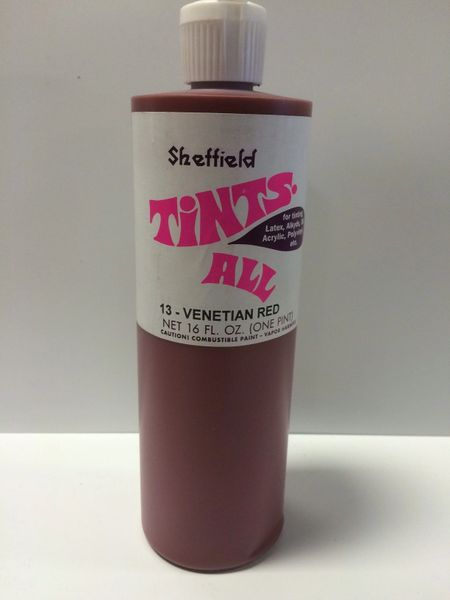 Sheffield
TiNTS-
for tinting
Latex, Alkyds,
Acrylic,
etc.
ALL
13 - VENETIAN RED
NET 16 FL. OZ. (ONE PINT)
CAUTION! COMBUSTIBLE PAINT - VAPOR